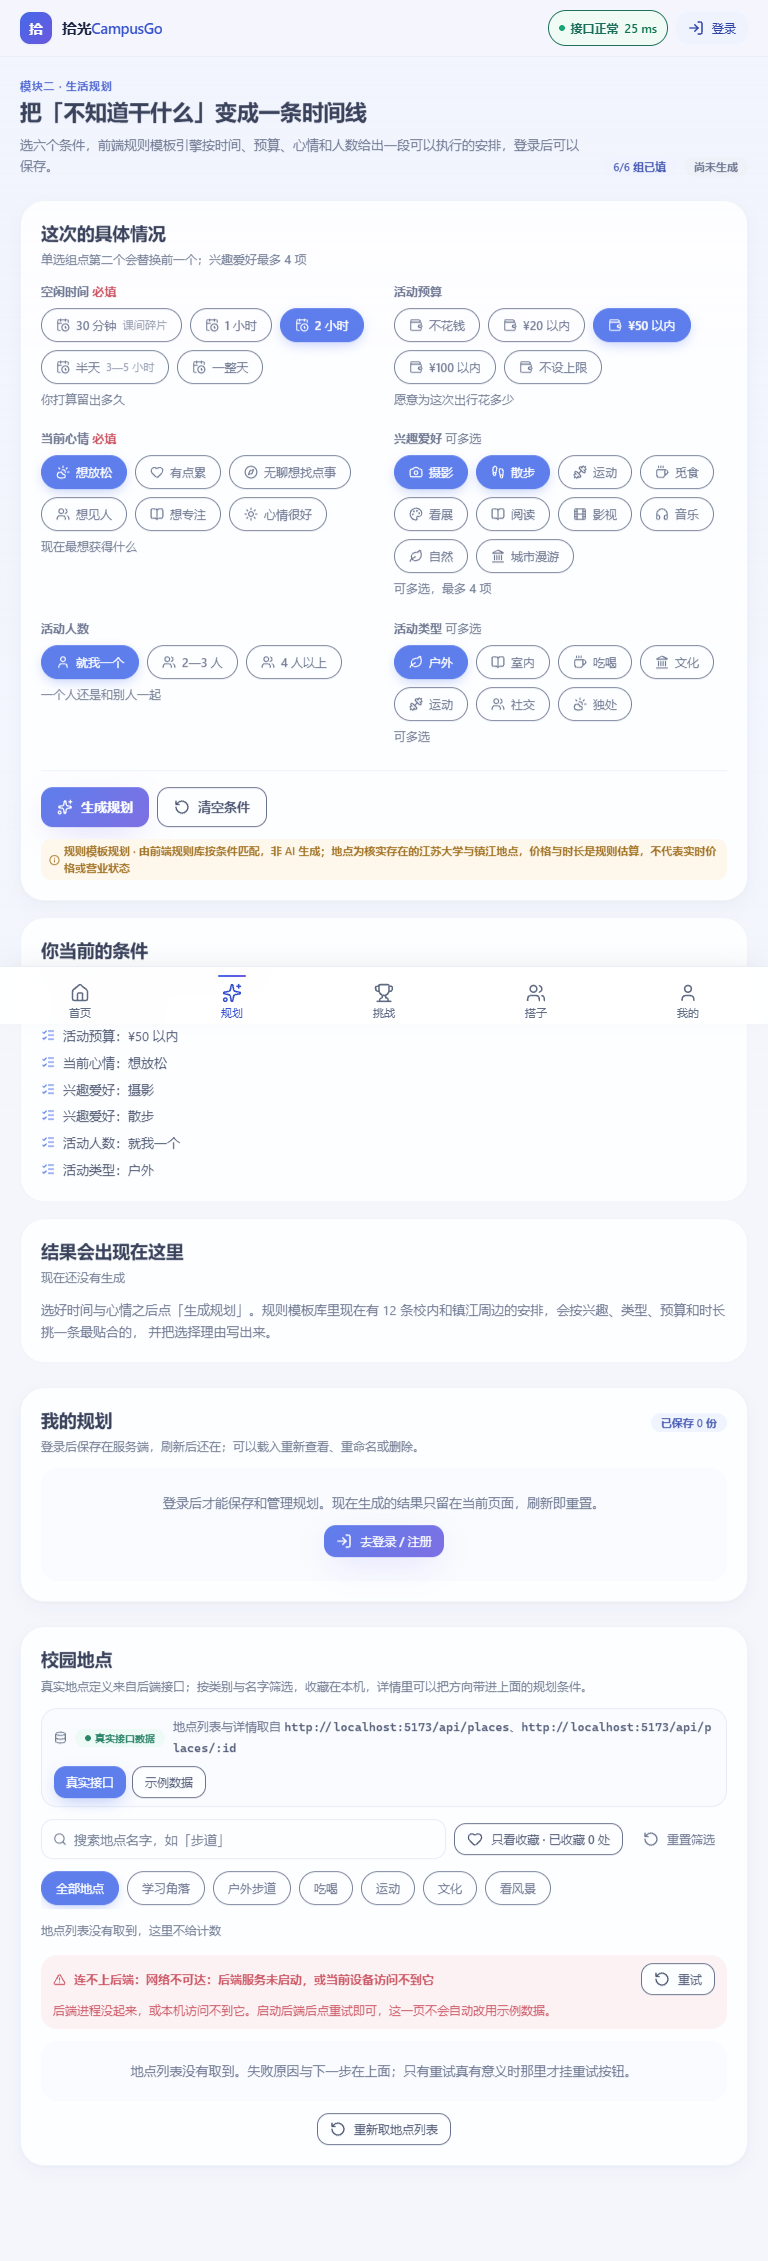 拾 拾光CampusGo 接口正常 25 ms 登录
模块二 · 生活规划
把「不知道干什么」变成一条时间线
选六个条件，前端规则模板引擎按时间、预算、心情和人数给出一段可以执行的安排，登录后可以
保存。
6/6 组已填 尚未生成
这次的具体情况
单选组点第二个会替换前一个；兴趣爱好最多 4 项
空闲时间 必填
30 分钟 课间碎片 1 小时 2 小时
半天 3—5 小时 一整天
你打算留出多久
活动预算
不花钱 ¥20 以内 ¥50 以内
¥100 以内 不设上限
愿意为这次出行花多少
当前心情 必填
想放松 有点累 无聊想找点事
想见人 想专注 心情很好
现在最想获得什么
兴趣爱好 可多选
摄影 散步 运动 觅食
看展 阅读 影视 音乐
自然 城市漫游
可多选，最多 4 项
活动人数
就我一个 2—3 人 4 人以上
一个人还是和别人一起
活动类型 可多选
户外 室内 吃喝 文化
运动 社交 独处
可多选
生成规划 清空条件
规则模板规划 · 由前端规则库按条件匹配，非 AI 生成；地点为核实存在的江苏大学与镇江地点，价格与时长是规则估算，不代表实时价
格或营业状态
你当前的条件
首页 规划 挑战 搭子 我的
活动预算：¥50 以内
当前心情：想放松
兴趣爱好：摄影
兴趣爱好：散步
活动人数：就我一个
活动类型：户外
结果会出现在这里
现在还没有生成
选好时间与心情之后点「生成规划」。规则模板库里现在有 12 条校内和镇江周边的安排，会按兴趣、类型、预算和时长
挑一条最贴合的， 并把选择理由写出来。
我的规划
已保存 0 份
登录后保存在服务端，刷新后还在；可以载入重新查看、重命名或删除。
登录后才能保存和管理规划。现在生成的结果只留在当前页面，刷新即重置。
去登录 / 注册
校园地点
真实地点定义来自后端接口；按类别与名字筛选，收藏在本机，详情里可以把方向带进上面的规划条件。
真实接口数据 地点列表与详情取自 http://localhost:5173/api/places、http://localhost:5173/api/p
laces/:id
真实接口 示例数据
搜索地点名字，如「步道」 只看收藏 · 已收藏 0 处 重置筛选
全部地点 学习角落 户外步道 吃喝 运动 文化 看风景
地点列表没有取到，这里不给计数
连不上后端：网络不可达：后端服务未启动，或当前设备访问不到它 重试
后端进程没起来，或本机访问不到它。启动后端后点重试即可，这一页不会自动改用示例数据。
地点列表没有取到。失败原因与下一步在上面；只有重试真有意义时那里才挂重试按钮。
重新取地点列表